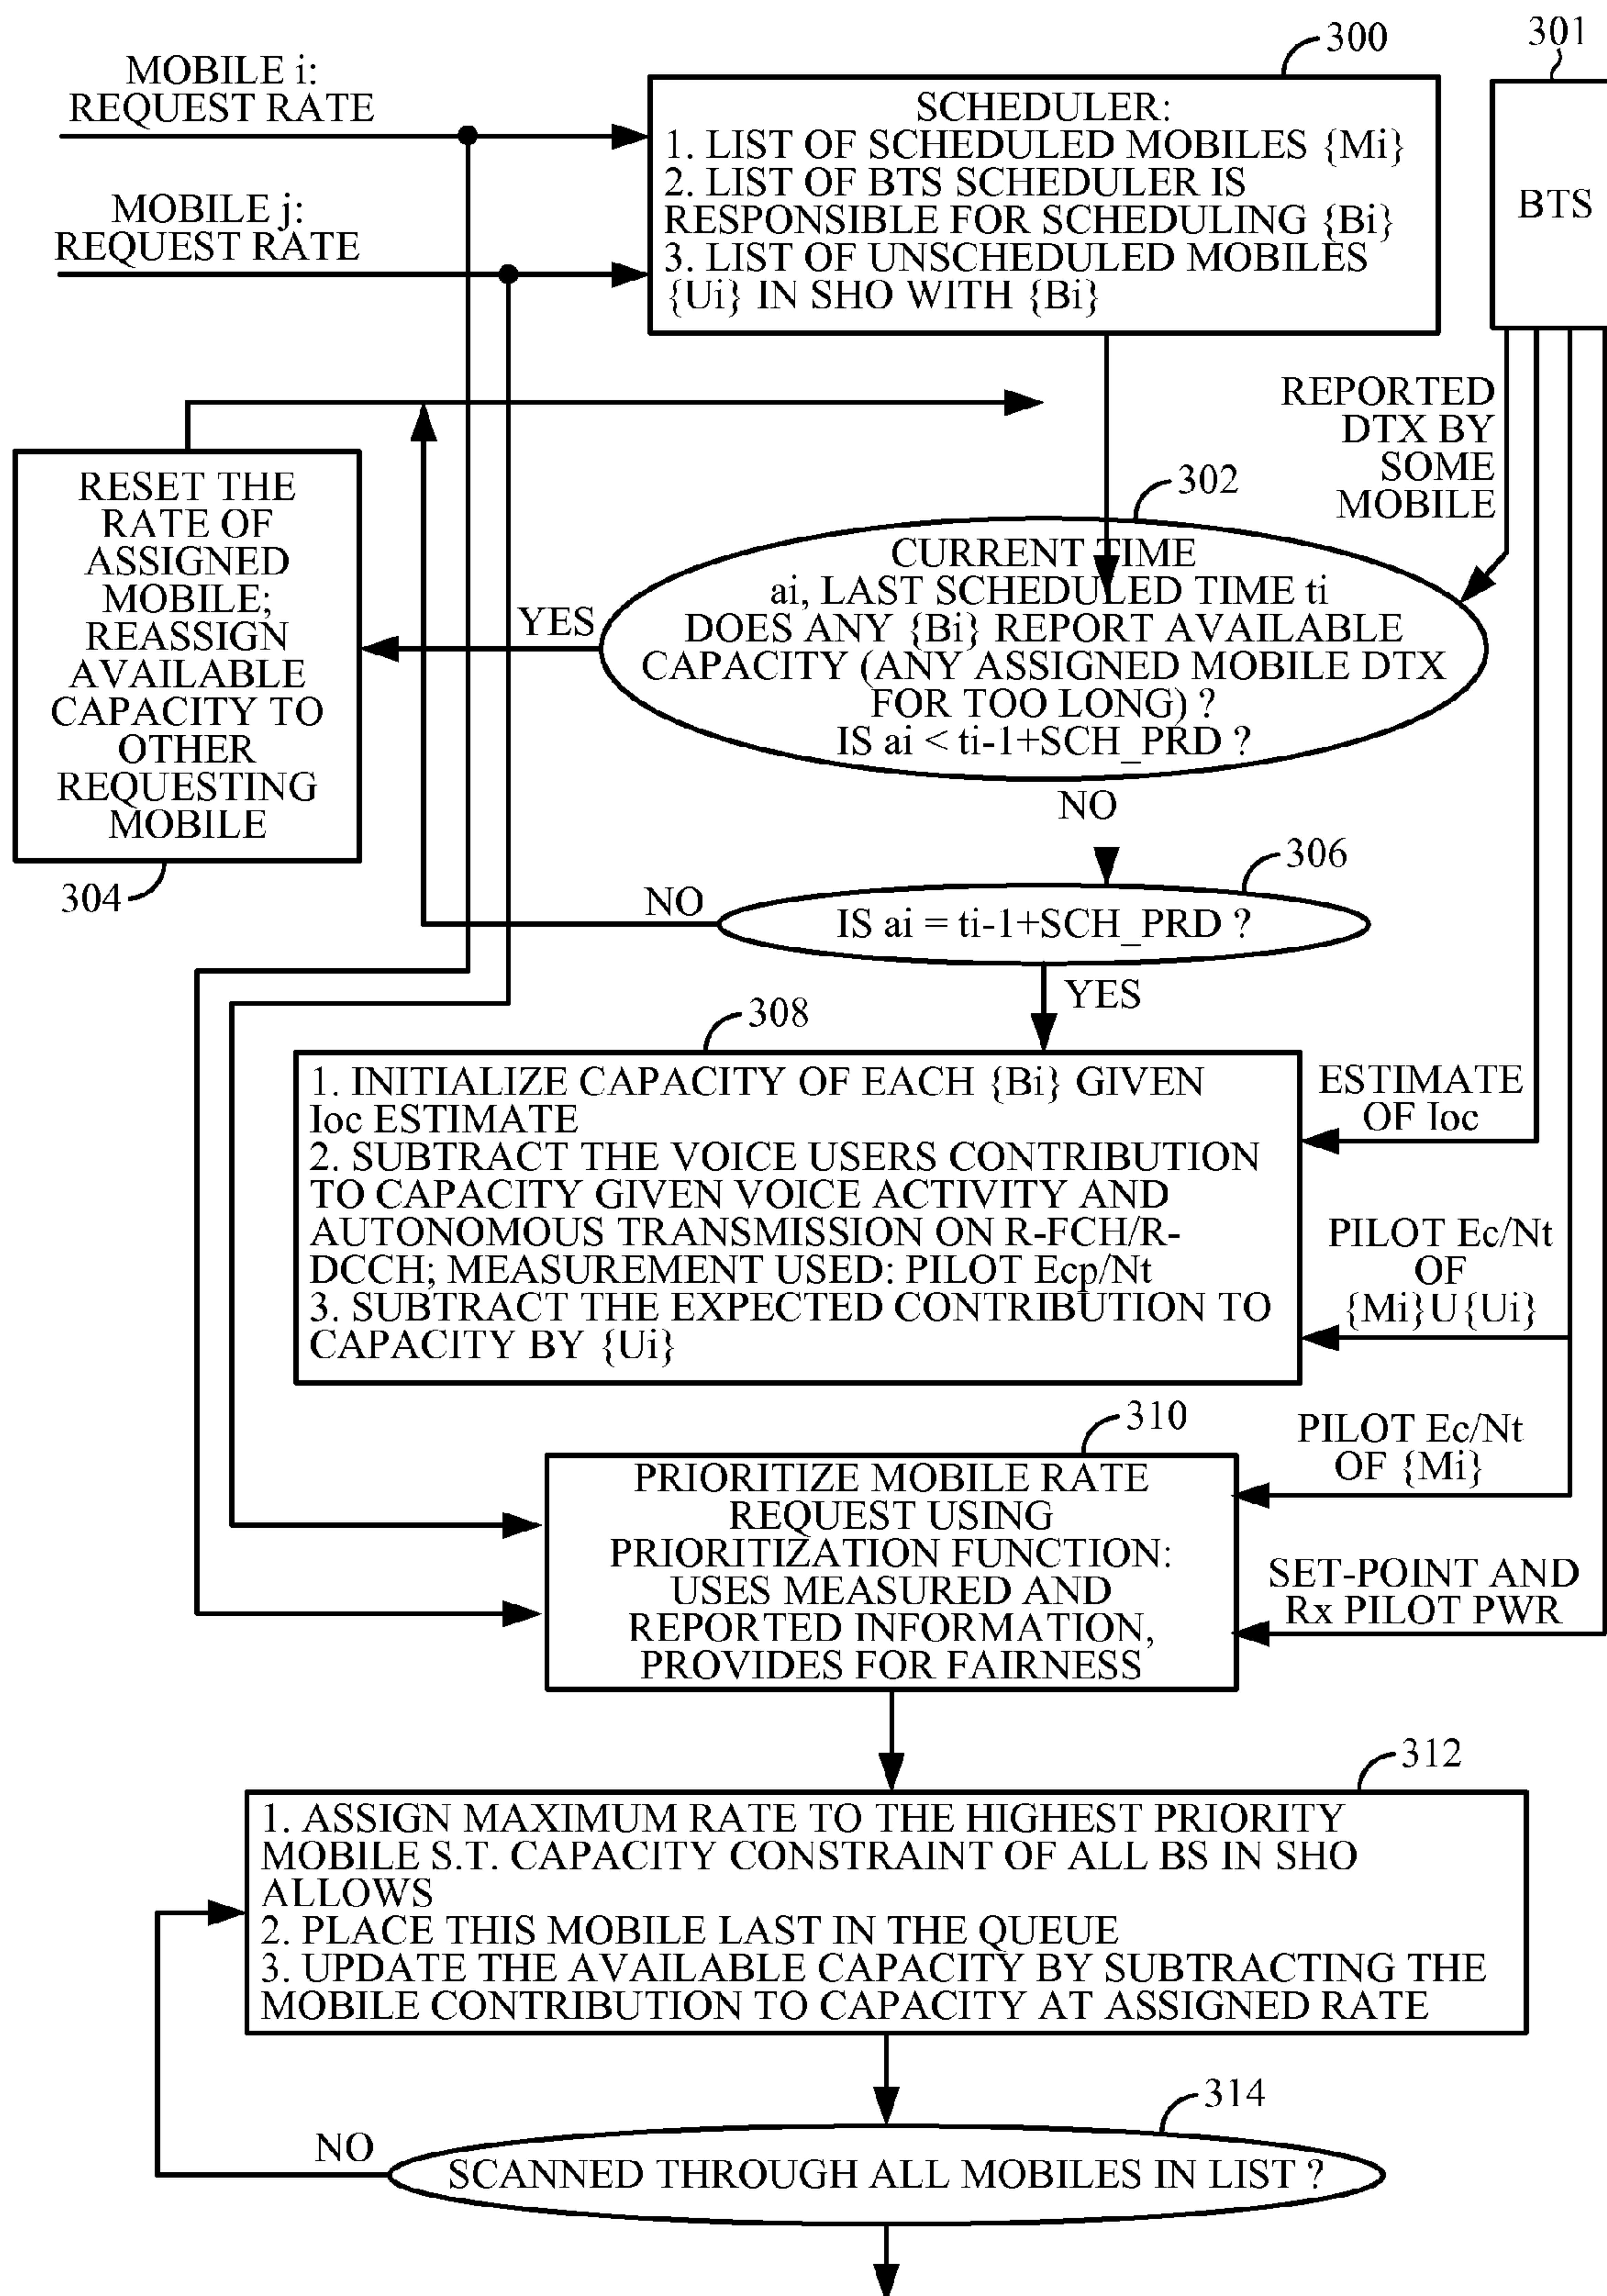 300
301
MOBILE i:
REQUEST RATE
MOBILE j:
REQUEST RATE
SCHEDULER:
1. LIST OF SCHEDULED MOBILES {Mi}
2. LIST OF BTS SCHEDULER IS
RESPONSIBLE FOR SCHEDULING {Bi}
3. LIST OF UNSCHEDULED MOBILES
{Ui} IN SHO WITH {Bi}
BTS
REPORTED
DTX BY
SOME
MOBILE
RESET THE
RATE OF
ASSIGNED
MOBILE;
REASSIGN
AVAILABLE
CAPACITY TO
OTHER
REQUESTING
MOBILE
304
302
YES
CURRENT TIME
ai, LAST SCHEDULED TIME ti
DOES ANY {Bi} REPORT AVAILABLE
CAPACITY (ANY ASSIGNED MOBILE DTX
FOR TOO LONG) ?
IS ai < ti-1+SCH_PRD ?
NO
306
NO
IS ai = ti-1+SCH_PRD ?
YES
308
1. INITIALIZE CAPACITY OF EACH {Bi} GIVEN
Ioc ESTIMATE
2. SUBTRACT THE VOICE USERS CONTRIBUTION
TO CAPACITY GIVEN VOICE ACTIVITY AND
AUTONOMOUS TRANSMISSION ON R-FCH/R-
DCCH; MEASUREMENT USED: PILOT Ecp/Nt
3. SUBTRACT THE EXPECTED CONTRIBUTION TO
CAPACITY BY {Ui}
ESTIMATE
OF Ioc
PILOT Ec/Nt
OF
{Mi}U{Ui}
310
PRIORITIZE MOBILE RATE
REQUEST USING
PRIORITIZATION FUNCTION:
USES MEASURED AND
REPORTED INFORMATION,
PROVIDES FOR FAIRNESS
PILOT Ec/Nt
OF {Mi}
SET-POINT AND
Rx PILOT PWR
312
1. ASSIGN MAXIMUM RATE TO THE HIGHEST PRIORITY
MOBILE S.T. CAPACITY CONSTRAINT OF ALL BS IN SHO
ALLOWS
2. PLACE THIS MOBILE LAST IN THE QUEUE
3. UPDATE THE AVAILABLE CAPACITY BY SUBTRACTING THE
MOBILE CONTRIBUTION TO CAPACITY AT ASSIGNED RATE
314
NO
SCANNED THROUGH ALL MOBILES IN LIST ?